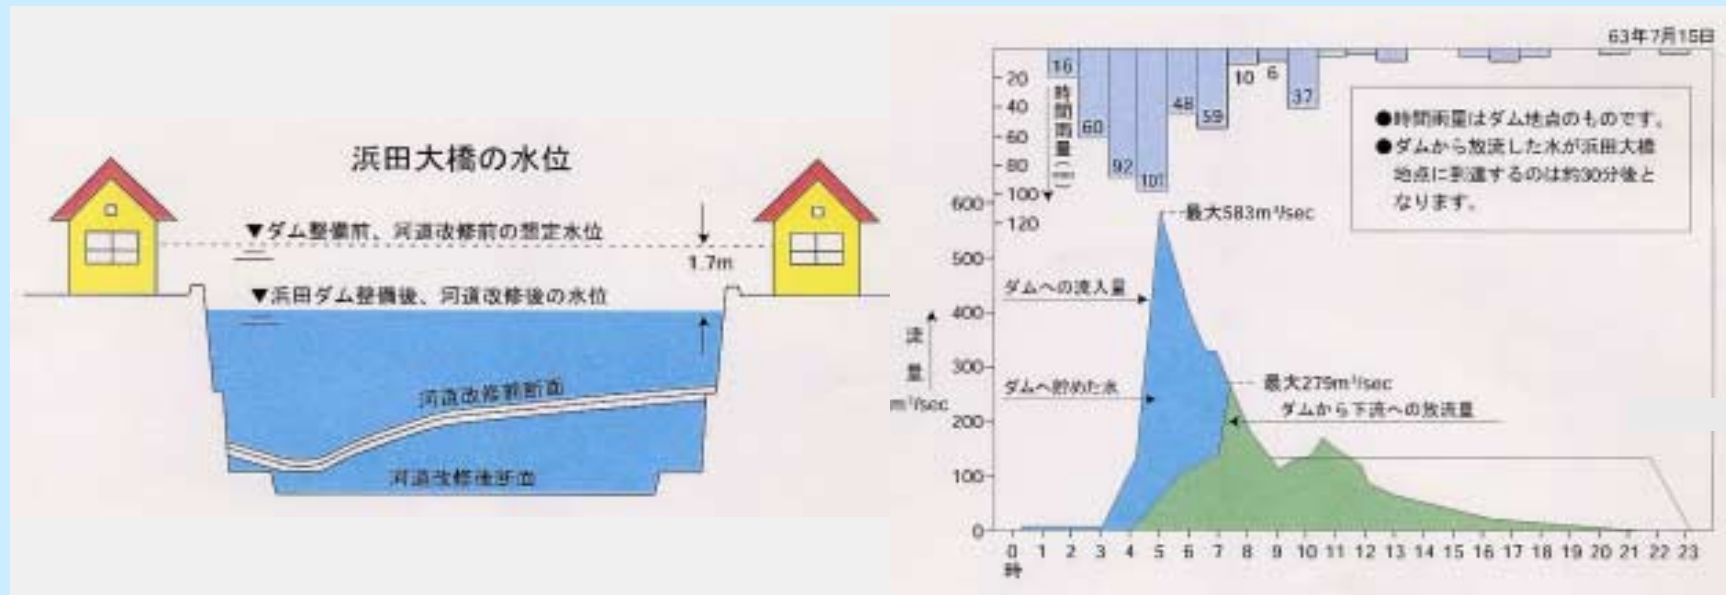 浜田大橋の水位
▼ダム整備前、河道改修前の想定水位
1.7m
▼浜田ダム整備後、河道改修後の水位
河道改修前断面
河道改修後断面
63年7月15日
16
60
92
101
48
59
10
6
37
20
40
60
80
100
120
時間雨量(mm)
●時間雨量はダム地点のものです。
●ダムから放流した水が浜田大橋
地点に到達するのは約30分後と
なります。
600
500
400
300
200
100
0
流量
m³/sec
最大583m³/sec
ダムへの流入量
ダムへ貯めた水
最大279m³/sec
ダムから下流への放流量
0 1 2 3 4 5 6 7 8 9 10 11 12 13 14 15 16 17 18 19 20 21 22 23
時